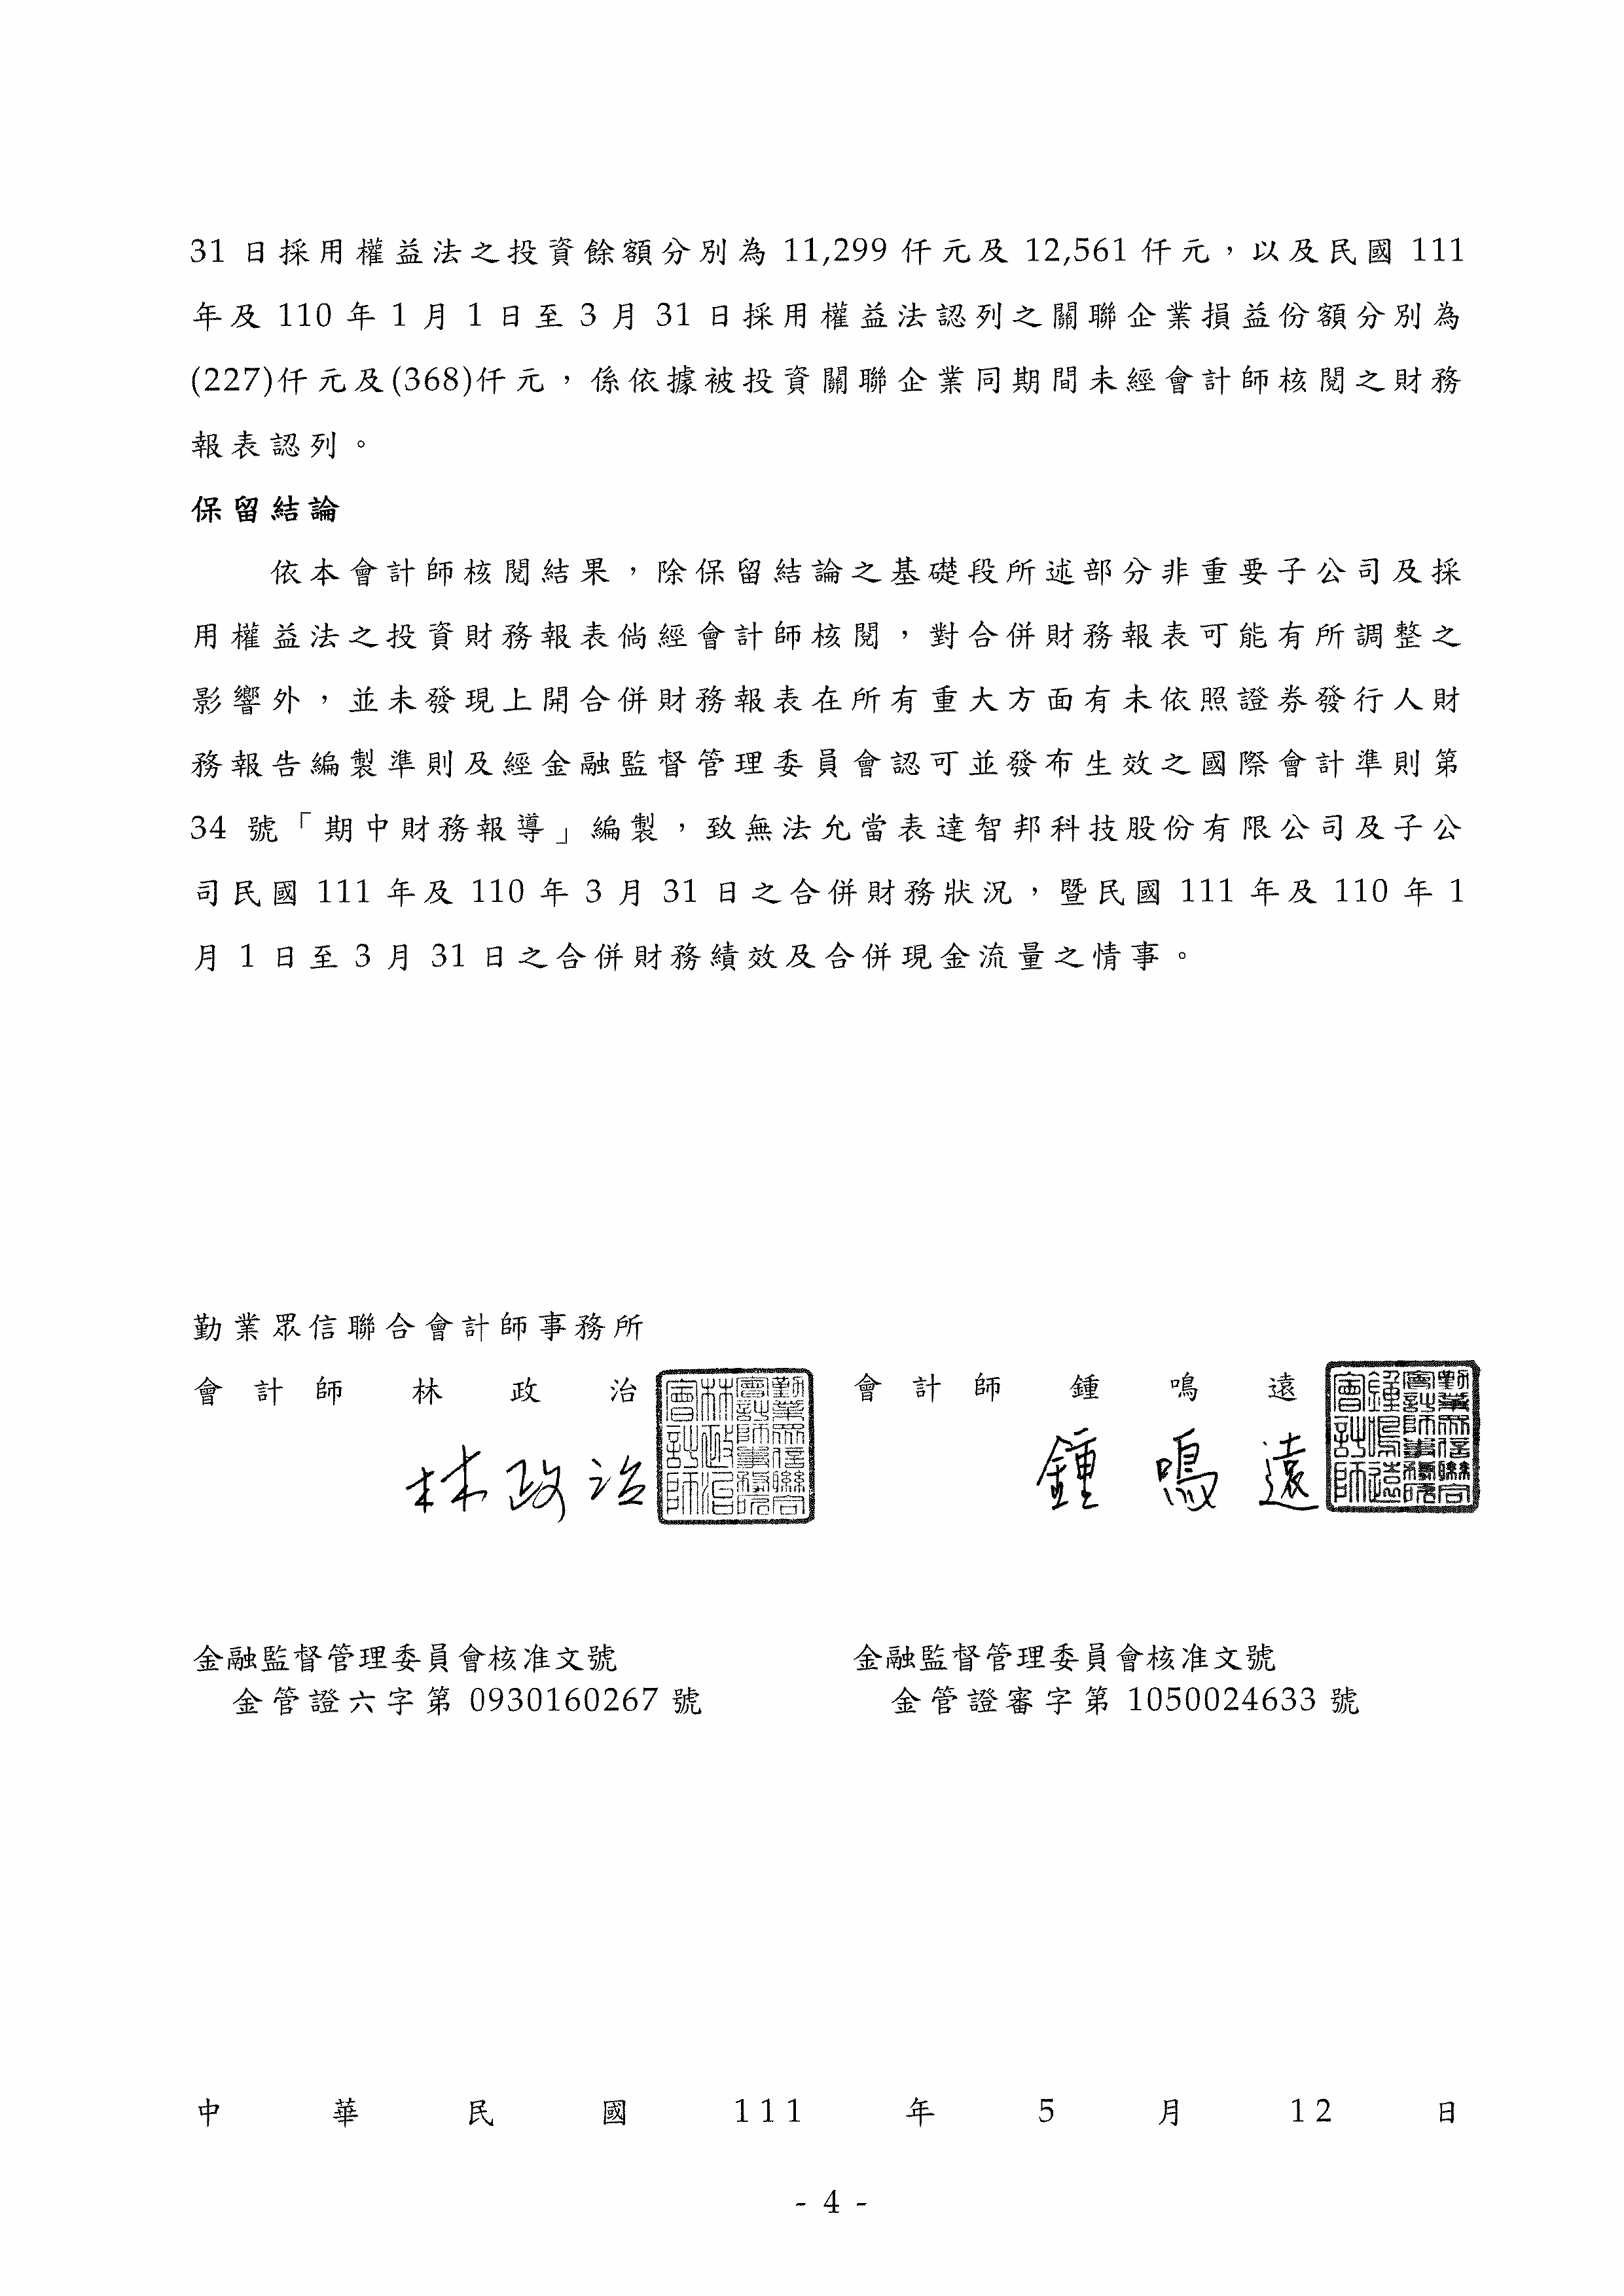 31 日採用權益法之投資餘額分別為 11,299 仟元及 12,561 仟元，以及民國 111
年及 110 年 1 月 1 日至 3 月 31 日採用權益法認列之關聯企業損益份額分別為
(227)仟元及(368)仟元，係依據被投資關聯企業同期間未經會計師核閱之財務
報表認列。
保留結論
依本會計師核閱結果，除保留結論之基礎段所述部分非重要子公司及採
用權益法之投資財務報表倘經會計師核閱，對合併財務報表可能有所調整之
影響外，並未發現上開合併財務報表在所有重大方面有未依照證券發行人財
務報告編製準則及經金融監督管理委員會認可並發布生效之國際會計準則第
34 號「期中財務報導」編製，致無法允當表達智邦科技股份有限公司及子公
司民國 111 年及 110 年 3 月 31 日之合併財務狀況，暨民國 111 年及 110 年 1
月 1 日至 3 月 31 日之合併財務績效及合併現金流量之情事。
勤業眾信聯合會計師事務所
會計師 林政治 會計師 鍾鳴遠
林政治 鍾鳴遠
勤業眾信聯合會計師事務所林政治會計師
勤業眾信聯合會計師事務所鍾鳴遠會計師
金融監督管理委員會核准文號 金融監督管理委員會核准文號
金管證六字第 0930160267 號 金管證審字第 1050024633 號
中華民國 111 年 5 月 12 日
- 4 -